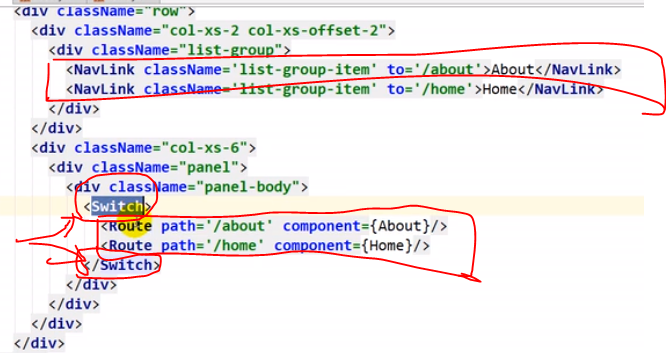 <div className="row">
<div className="col-xs-2 col-xs-offset-2">
<div className="list-group">
<NavLink className='list-group-item' to='/about'>About</NavLink>
<NavLink className='list-group-item' to='/home'>Home</NavLink>
</div>
</div>
<div className="col-xs-6">
<div className="panel">
<div className="panel-body">
<Switch>
<Route path='/about' component={About}/>
<Route path='/home' component={Home}/>
</Switch>
</div>
</div>
</div>
</div>